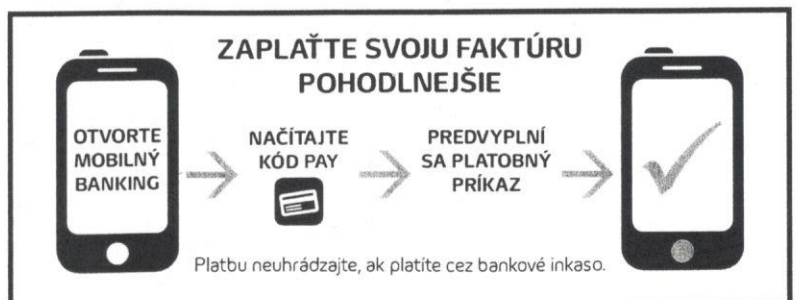 ZAPLAŤTE SVOJU FAKTÚRU
POHODLNEJŠIE
OTVORTE
MOBILNÝ
BANKING
NAČÍTAJTE
KÓD PAY
PREDVYPLNÍ
SA PLATOBNÝ
PRÍKAZ
Platbu neuhrádzajte, ak platíte cez bankové inkaso.